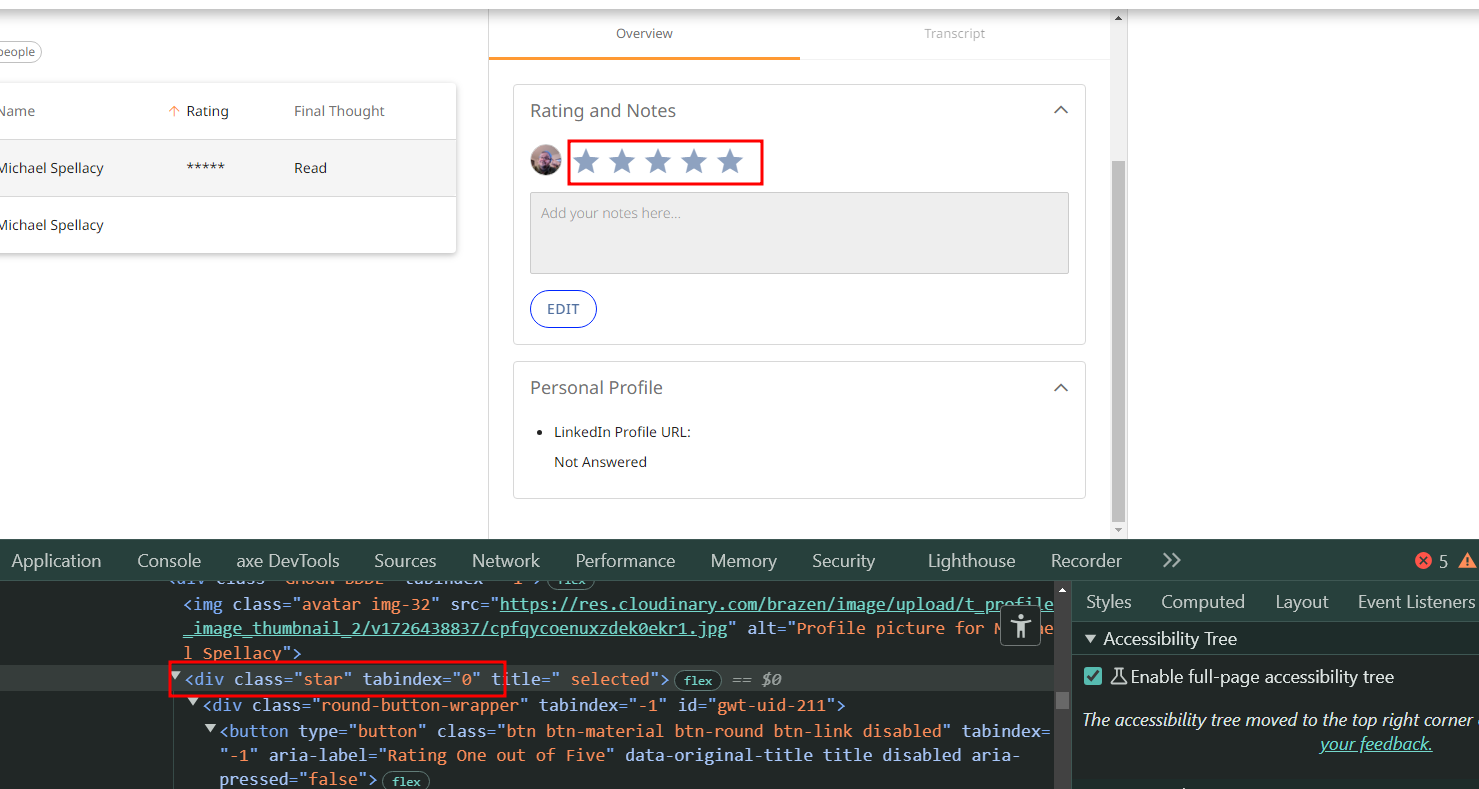 Overview Transcript
people
Name Rating Final Thought
Michael Spellacy ***** Read
Michael Spellacy
Rating and Notes
Add your notes here...
EDIT
Personal Profile
LinkedIn Profile URL:
Not Answered
Application Console axe DevTools Sources Network Performance Memory Security Lighthouse Recorder 5
<img class="avatar img-32" src="https://res.cloudinary.com/brazen/image/upload/t_profile
_image_thumbnail_2/v1726438837/cpfqycoenuxzdek0ekr1.jpg" alt="Profile picture for
l Spellacy">
<div class="star" tabindex="0" title=" selected"> flex == $0
<div class="round-button-wrapper" tabindex="-1" id="gwt-uid-211">
<button type="button" class="btn btn-material btn-round btn-link disabled" tabindex=
"-1" aria-label="Rating One out of Five" data-original-title title disabled aria-
pressed="false"> flex
Styles Computed Layout Event Listeners
Accessibility Tree
Enable full-page accessibility tree
The accessibility tree moved to the top right corner
your feedback.